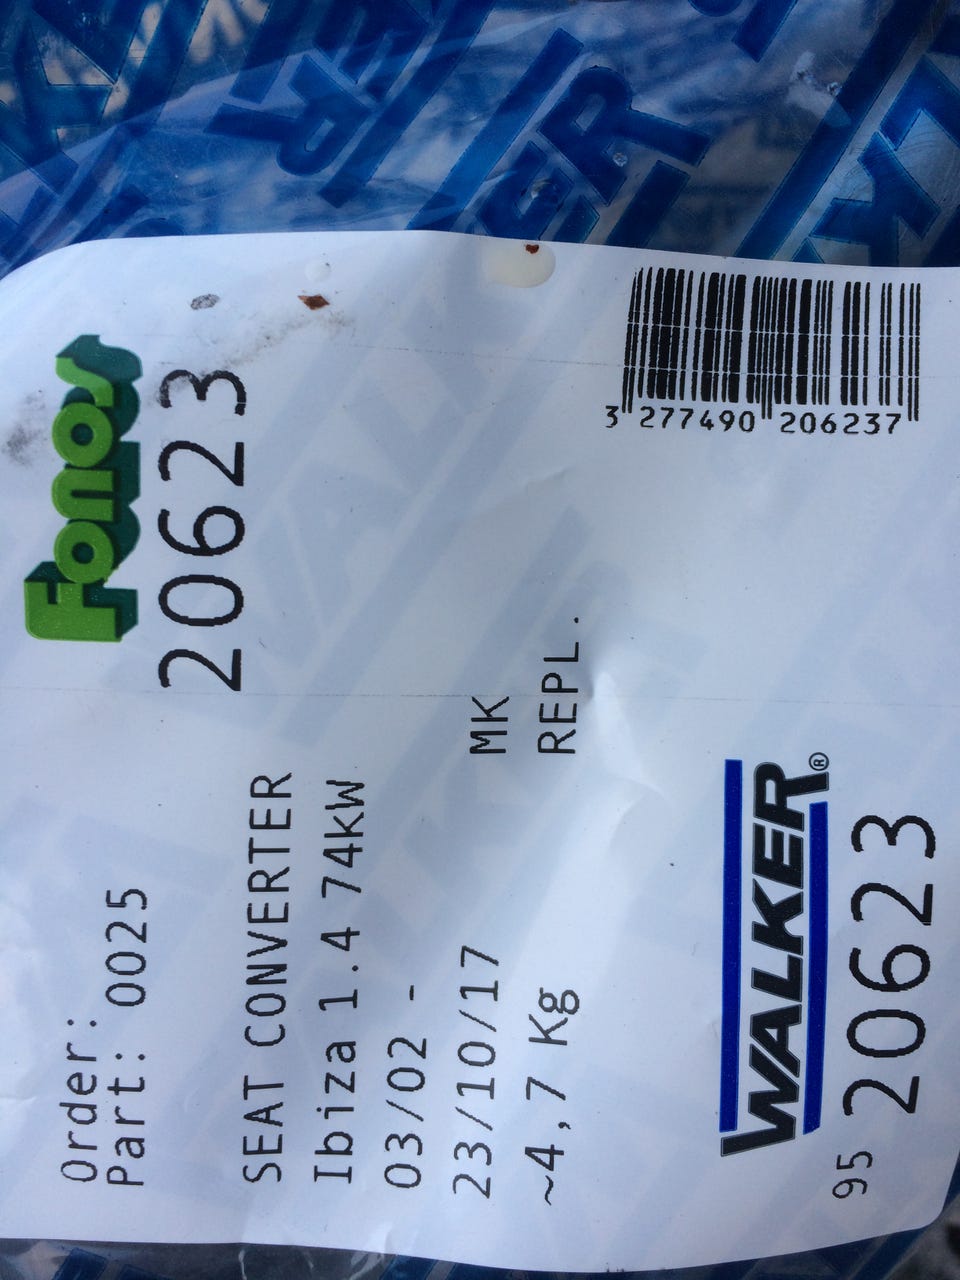 Fonos
Order:
Part: 0025
20623
SEAT CONVERTER
Ibiza 1.4 74kW
03/02 -
23/10/17 MK
~4,7 Kg REPL.
3 277490 206237
WALKER®
95 20623
WALKER